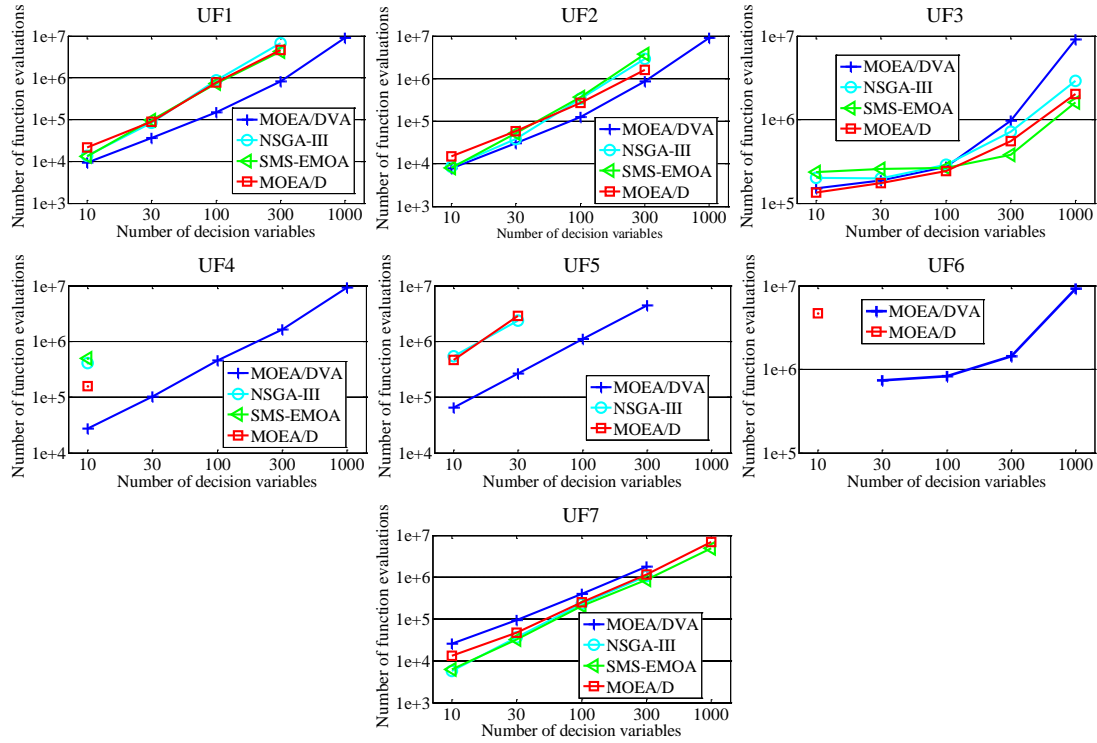 UF1
Number of function evaluations
1e+7
1e+6
1e+5
1e+4
1e+3
MOEA/DVA
NSGA-III
SMS-EMOA
MOEA/D
10 30 100 300 1000
Number of decision variables
UF2
Number of function evaluations
1e+7
1e+6
1e+5
1e+4
1e+3
MOEA/DVA
NSGA-III
SMS-EMOA
MOEA/D
10 30 100 300 1000
Number of decision variables
UF3
Number of function evaluations
1e+7
1e+6
1e+5
MOEA/DVA
NSGA-III
SMS-EMOA
MOEA/D
10 30 100 300 1000
Number of decision variables
UF4
Number of function evaluations
1e+7
1e+6
1e+5
1e+4
MOEA/DVA
NSGA-III
SMS-EMOA
MOEA/D
10 30 100 300 1000
Number of decision variables
UF5
Number of function evaluations
1e+7
1e+6
1e+5
1e+4
MOEA/DVA
NSGA-III
MOEA/D
10 30 100 300 1000
Number of decision variables
UF6
Number of function evaluations
1e+7
1e+6
1e+5
MOEA/DVA
MOEA/D
10 30 100 300 1000
Number of decision variables
UF7
Number of function evaluations
1e+7
1e+6
1e+5
1e+4
1e+3
MOEA/DVA
NSGA-III
SMS-EMOA
MOEA/D
10 30 100 300 1000
Number of decision variables